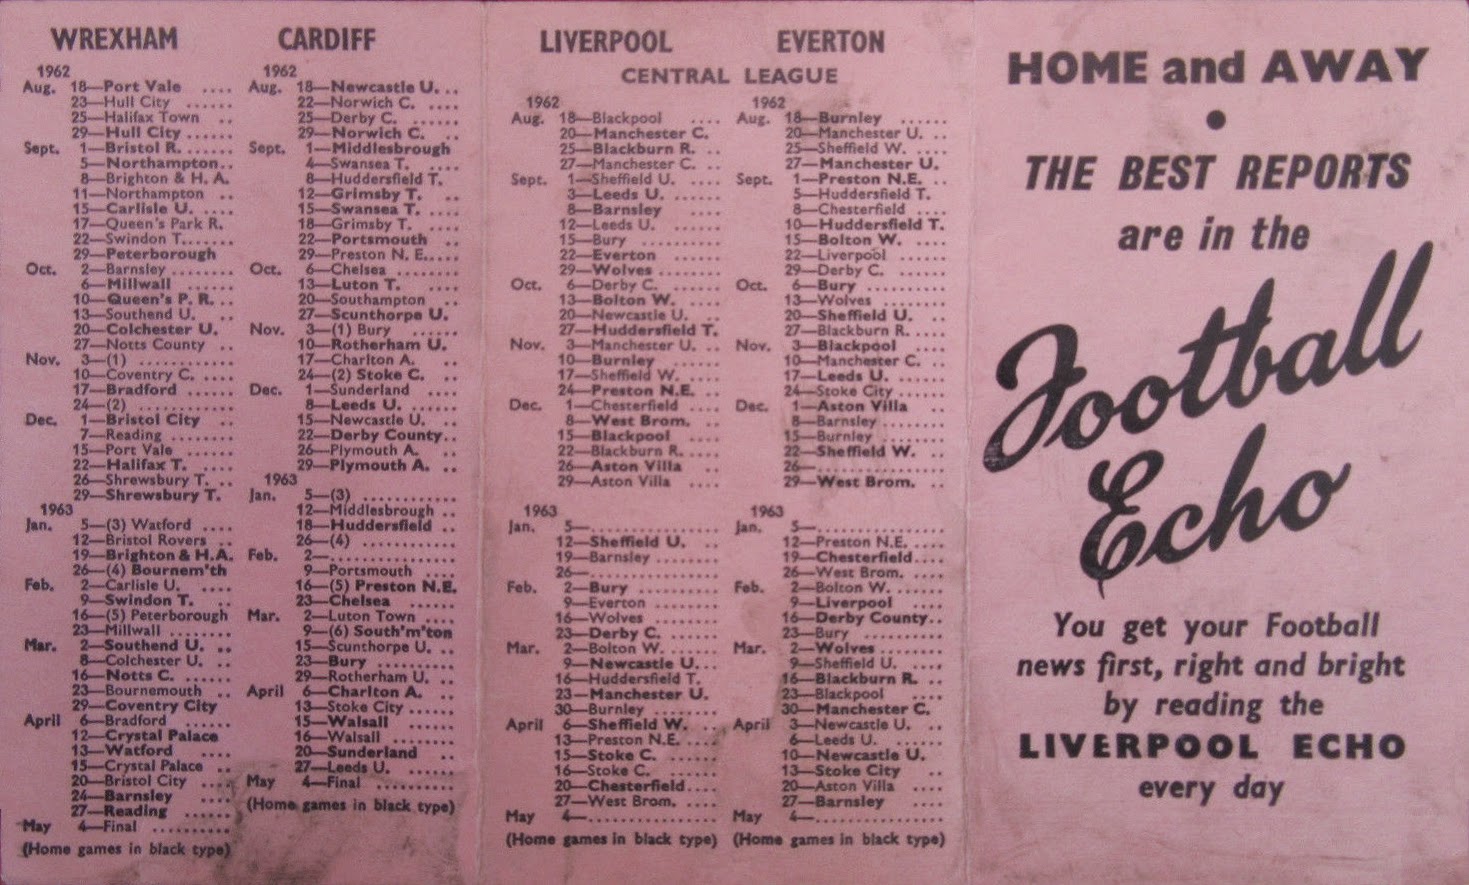 WREXHAM
1962
Aug. 18—Port Vale ....
23—Hull City ......
25—Halifax Town ..
29—Hull City ......
Sept. 1—Bristol R. ......
5—Northampton..
8—Brighton & H. A.
11—Northampton ..
15—Carlisle U. ....
17—Queen's Park R.
22—Swindon T.......
29—Peterborough
Oct. 2—Barnsley ........
6—Millwall ......
10—Queen's P. R. ..
13—Southend U. ..
20—Colchester U.
27—Notts County ..
Nov. 3—(1) ............
10—Coventry C. ....
17—Bradford ......
24—(2) ............
Dec. 1—Bristol City ..
7—Reading ........
15—Port Vale ......
22—Halifax T. ....
26—Shrewsbury T. ..
29—Shrewsbury T.
1963
Jan. 5—(3) Watford ....
12—Bristol Rovers ..
19—Brighton & H.A.
26—(4) Bournem'th
Feb. 2—Carlisle U. ....
9—Swindon T. ..
16—(5) Peterborough
23—Millwall ........
Mar. 2—Southend U. ..
8—Colchester U. ..
16—Notts C. ......
23—Bournemouth ..
29—Coventry City
April 6—Bradford ......
12—Crystal Palace
13—Watford ....
15—Crystal Palace ..
20—Bristol City ....
24—Barnsley ....
27—Reading ......
May 4—Final ..........
(Home games in black type)
CARDIFF
1962
Aug. 18—Newcastle U. ..
22—Norwich C. ....
25—Derby C. ......
29—Norwich C. ..
Sept. 1—Middlesbrough
4—Swansea T. ....
8—Huddersfield T.
12—Grimsby T. ..
15—Swansea T. ....
18—Grimsby T. ....
22—Portsmouth ..
29—Preston N. E.....
Oct. 6—Chelsea ........
13—Luton T. ......
20—Southampton ..
27—Scunthorpe U.
Nov. 3—(1) Bury ......
10—Rotherham U.
17—Charlton A. ..
24—(2) Stoke C. ..
Dec. 1—Sunderland ....
8—Leeds U. ......
15—Newcastle U. ..
22—Derby County..
26—Plymouth A. ..
29—Plymouth A. ..
1963
Jan. 5—(3) ............
12—Middlesbrough ..
18—Huddersfield ..
26—(4) ............
Feb. 2—................
9—Portsmouth ....
16—(5) Preston N.E.
23—Chelsea ......
Mar. 2—Luton Town ....
9—(6) South'm'ton
15—Scunthorpe U. ..
23—Bury ..........
29—Rotherham U. ..
April 6—Charlton A. ..
13—Stoke City ......
15—Walsall ......
16—Walsall ........
20—Sunderland ..
27—Leeds U. ......
May 4—Final ..........
(Home games in black type)
LIVERPOOL EVERTON
CENTRAL LEAGUE
1962
Aug. 18—Blackpool ....
20—Manchester C.
25—Blackburn R. ..
27—Manchester C. ..
Sept. 1—Sheffield U. ....
3—Leeds U. ......
8—Barnsley ....
12—Leeds U. ......
15—Bury ..........
22—Everton ......
29—Wolves ........
Oct. 6—Derby C. ......
13—Bolton W. ....
20—Newcastle U. ..
27—Huddersfield T.
Nov. 3—Manchester U. ..
10—Burnley ......
17—Sheffield W. ....
24—Preston N.E. ..
Dec. 1—Chesterfield ....
8—West Brom. ..
15—Blackpool ....
22—Blackburn R. ....
26—Aston Villa ..
29—Aston Villa ....
1963
Jan. 5—................
12—Sheffield U. ..
19—Barnsley ......
26—................
Feb. 2—Bury ..........
9—Everton ........
16—Wolves ........
23—Derby C. ......
Mar. 2—Bolton W. ......
9—Newcastle U...
16—Huddersfield T.
23—Manchester U.
30—Burnley ........
April 6—Sheffield W. ..
13—Preston N.E. ....
15—Stoke C. ......
16—Stoke C. ......
20—Chesterfield....
27—West Brom. ....
May 4—................
(Home games in black type)
1962
Aug. 18—Burnley ......
20—Manchester U. ..
25—Sheffield W. ....
27—Manchester U.
Sept. 1—Preston N.E. ..
5—Huddersfield T.
8—Chesterfield ....
10—Huddersfield T.
15—Bolton W. ....
22—Liverpool ......
29—Derby C. ......
Oct. 6—Bury ..........
13—Wolves ........
20—Sheffield U. ....
27—Blackburn R. ....
Nov. 3—Blackpool ....
10—Manchester C. ..
17—Leeds U. ......
24—Stoke City ......
Dec. 1—Aston Villa ..
8—Barnsley ......
15—Burnley ......
22—Sheffield W. ..
26—................
29—West Brom. ..
1963
Jan. 5—................
12—Preston N.E. ....
19—Chesterfield....
26—West Brom. ....
Feb. 2—Bolton W. ......
9—Liverpool ....
16—Derby County..
23—Bury ..........
Mar. 2—Wolves ........
9—Sheffield U. ....
16—Blackburn R. ..
23—Blackpool ....
30—Manchester C.
April 3—Newcastle U. ..
6—Leeds U. ......
10—Newcastle U.
13—Stoke City ..
20—Aston Villa ....
27—Barnsley ......
May 4—................
(Home games in black type)
HOME and AWAY
•
THE BEST REPORTS
are in the
Football
Echo
You get your Football
news first, right and bright
by reading the
LIVERPOOL ECHO
every day